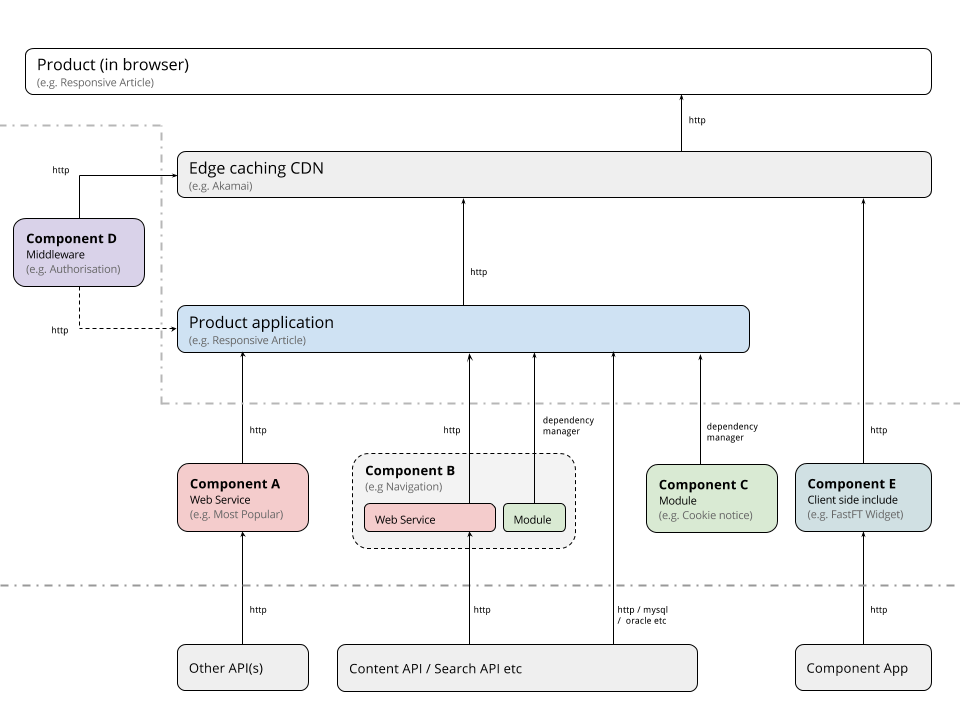 Product (in browser)
(e.g. Responsive Article)
http
Edge caching CDN
(e.g. Akamai)
http
Component D
Middleware
(e.g. Authorisation)
http
http
Product application
(e.g. Responsive Article)
http
http
dependency
manager
dependency
manager
http
Component A
Web Service
(e.g. Most Popular)
Component B
(e.g Navigation)
Web Service
Module
Component C
Module
(e.g. Cookie notice)
Component E
Client side include
(e.g. FastFT Widget)
http
http
http / mysql
/ oracle etc
http
Other API(s)
Content API / Search API etc
Component App